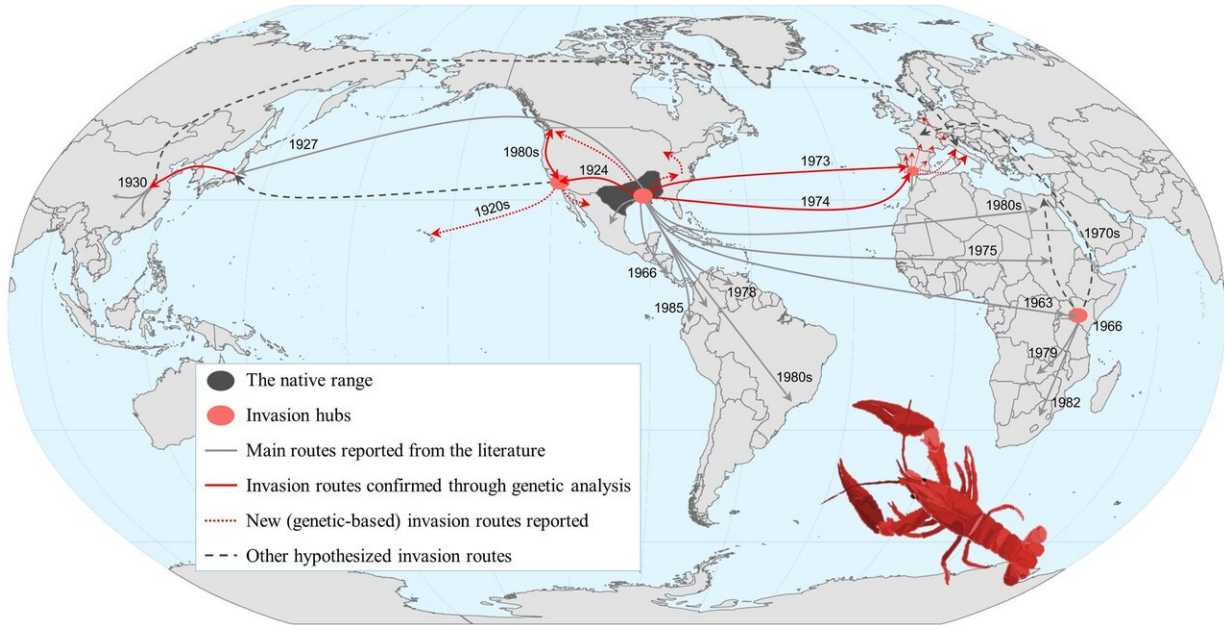 1927
1930
1980s
1924
1920s
1973
1974
1980s
1970s
1975
1966
1978
1985
1963
1966
1979
1980s
1982
The native range
Invasion hubs
Main routes reported from the literature
Invasion routes confirmed through genetic analysis
New (genetic-based) invasion routes reported
Other hypothesized invasion routes